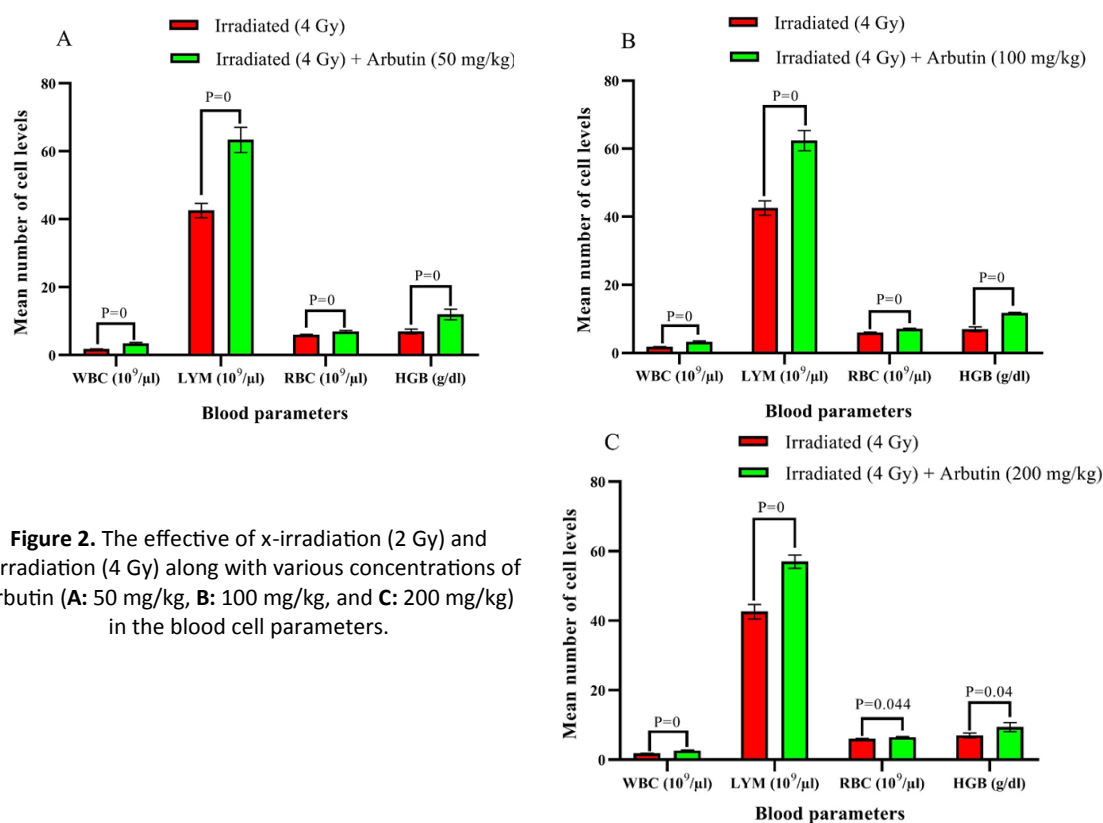 A
Irradiated (4 Gy)
Irradiated (4 Gy) + Arbutin (50 mg/kg)
Mean number of cell levels
80
60
40
20
0
P=0
P=0
P=0
P=0
WBC (10⁹/µl)
LYM (10⁹/µl)
RBC (10⁹/µl)
HGB (g/dl)
Blood parameters
B
Irradiated (4 Gy)
Irradiated (4 Gy) + Arbutin (100 mg/kg)
Mean number of cell levels
80
60
40
20
0
P=0
P=0
P=0
P=0
WBC (10⁹/µl)
LYM (10⁹/µl)
RBC (10⁹/µl)
HGB (g/dl)
Blood parameters
C
Irradiated (4 Gy)
Irradiated (4 Gy) + Arbutin (200 mg/kg)
Mean number of cell levels
80
60
40
20
0
P=0
P=0
P=0.044
P=0.04
WBC (10⁹/µl)
LYM (10⁹/µl)
RBC (10⁹/µl)
HGB (g/dl)
Blood parameters
Figure 2. The effective of x-irradiation (2 Gy) and
rradiation (4 Gy) along with various concentrations of
rbutin (A: 50 mg/kg, B: 100 mg/kg, and C: 200 mg/kg)
in the blood cell parameters.